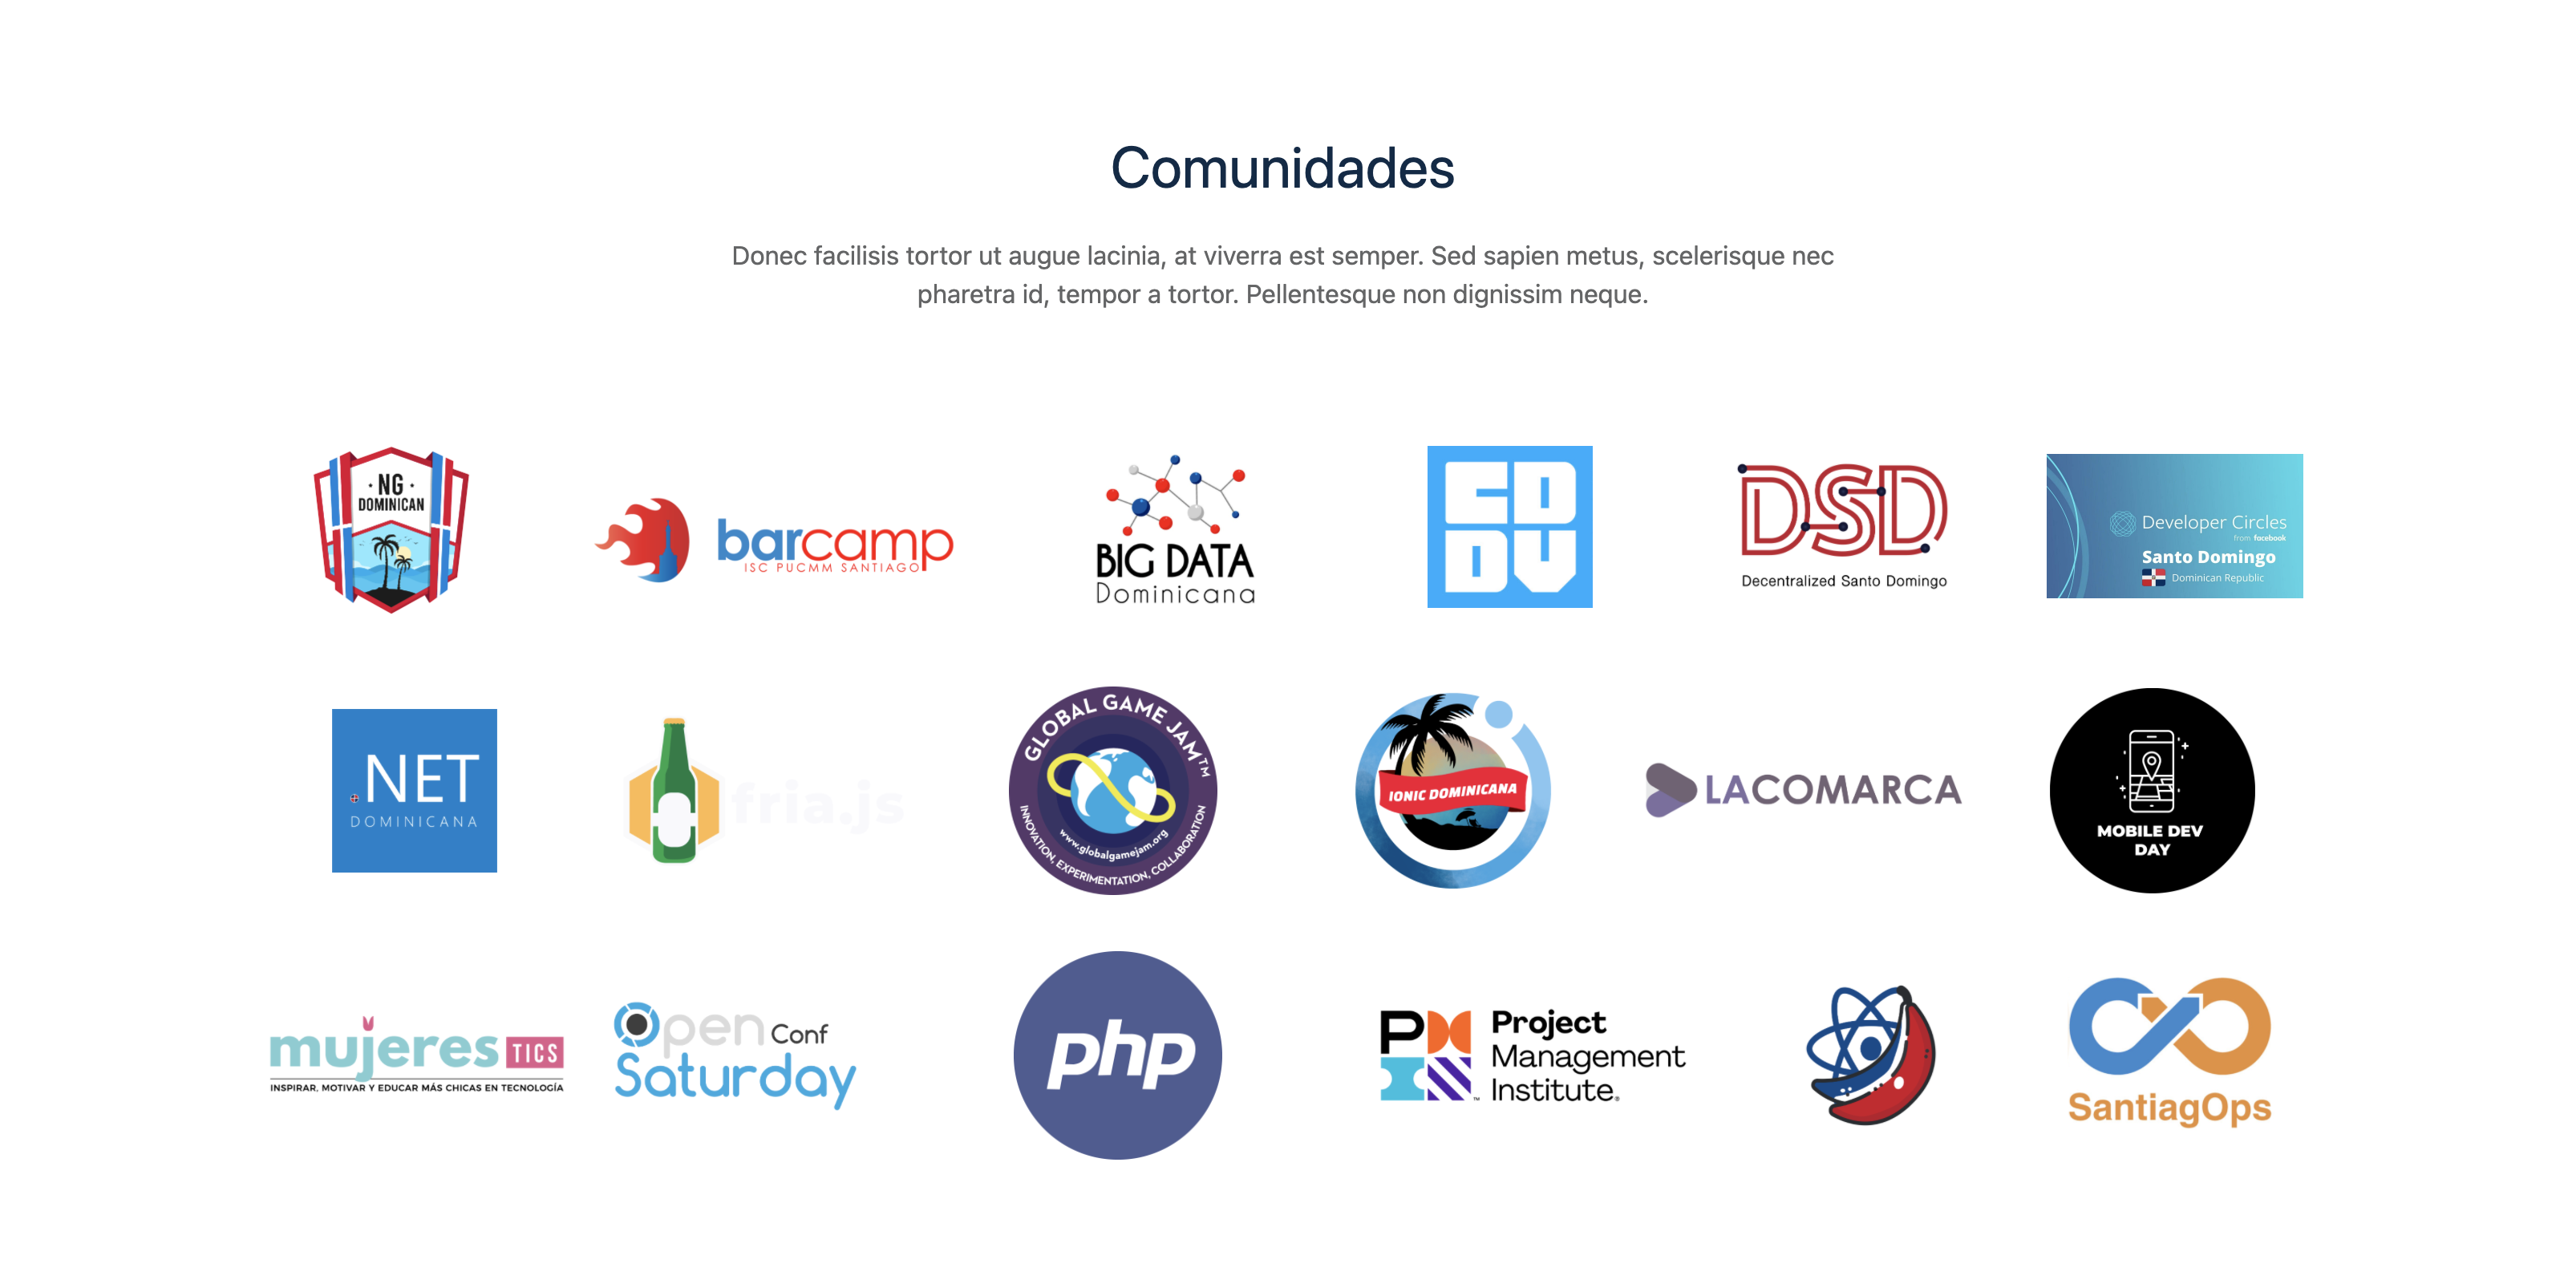 Comunidades
Donec facilisis tortor ut augue lacinia, at viverra est semper. Sed sapien metus, scelerisque nec
pharetra id, tempor a tortor. Pellentesque non dignissim neque.
· NG ·
DOMINICAN
barcamp
ISC PUCMM SANTIAGO
BIG DATA
Dominicana
CO
DU
DSD
Decentralized Santo Domingo
Developer Circles
from facebook
Santo Domingo
Dominican Republic
.NET
DOMINICANA
fria.js
GLOBAL GAME JAM™
www.globalgamejam.org
INNOVATION, EXPERIMENTATION, COLLABORATION
IONIC DOMINICANA
LACOMARCA
MOBILE DEV
DAY
mujeres TICS
INSPIRAR, MOTIVAR Y EDUCAR MÁS CHICAS EN TECNOLOGÍA
Open Conf
Saturday
php
PMI™
Project
Management
Institute®
SantiagOps